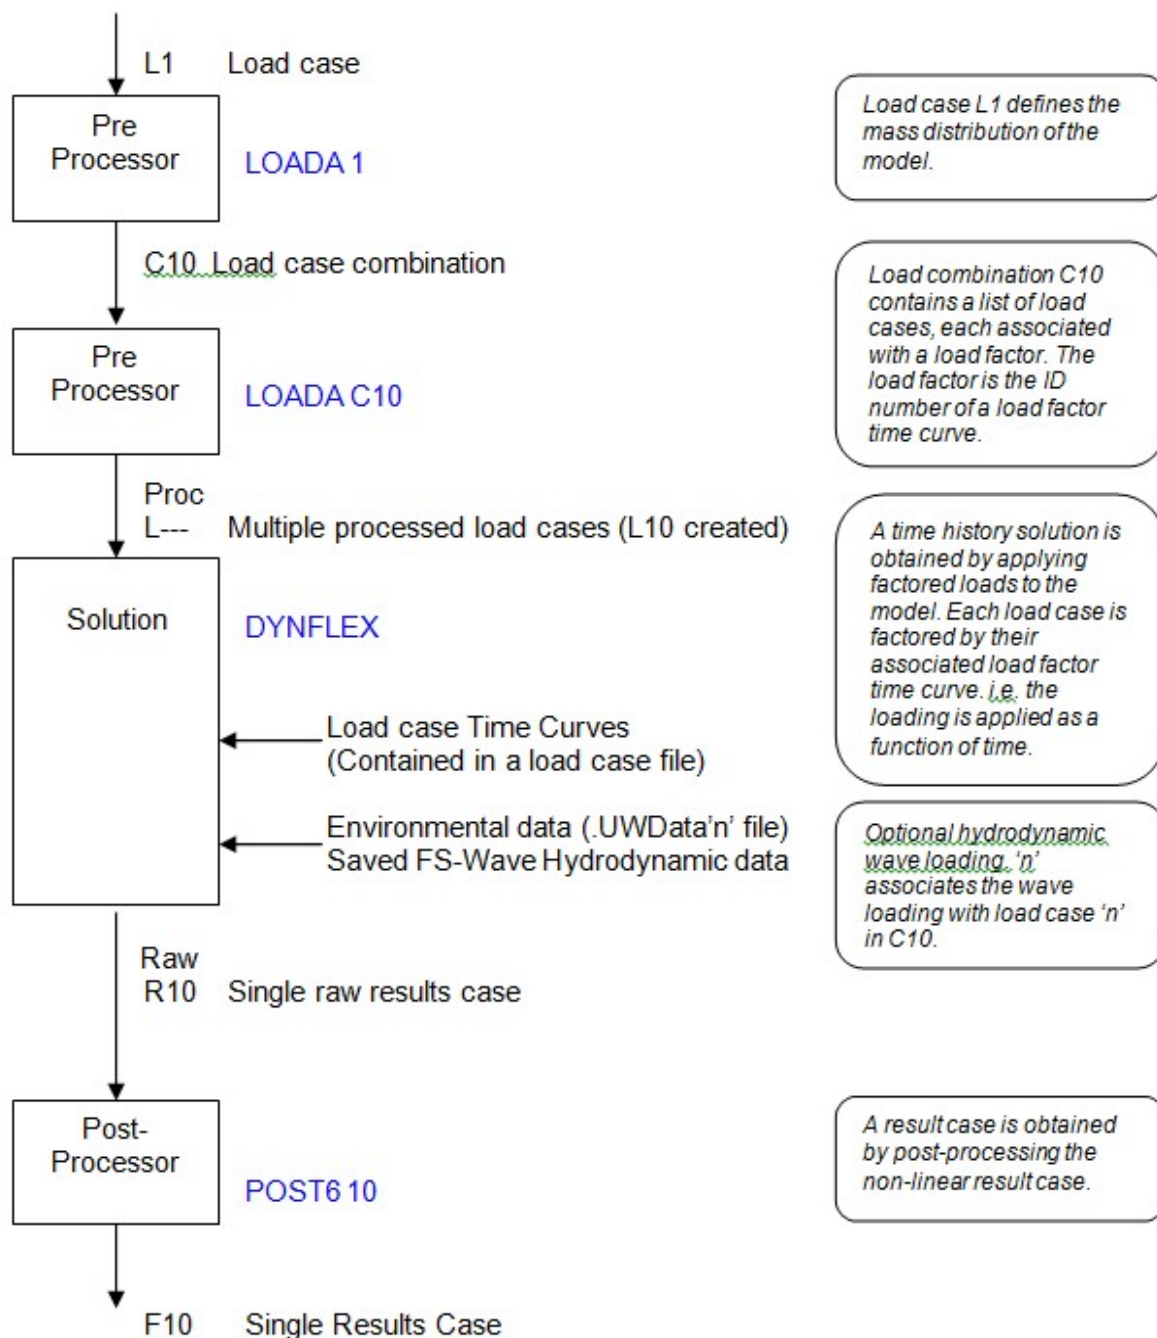 L1 Load case
Pre
Processor
LOADA 1
Load case L1 defines the
mass distribution of the
model.
C10 Load case combination
Pre
Processor
LOADA C10
Load combination C10
contains a list of load
cases, each associated
with a load factor. The
load factor is the ID
number of a load factor
time curve.
Proc
L--- Multiple processed load cases (L10 created)
Solution
DYNFLEX
A time history solution is
obtained by applying
factored loads to the
model. Each load case is
factored by their
associated load factor
time curve. i.e. the
loading is applied as a
function of time.
Load case Time Curves
(Contained in a load case file)
Environmental data (.UWData‘n’ file)
Saved FS-Wave Hydrodynamic data
Optional hydrodynamic
wave loading. ‘n’
associates the wave
loading with load case ‘n’
in C10.
Raw
R10 Single raw results case
Post-
Processor
POST6 10
A result case is obtained
by post-processing the
non-linear result case.
F10 Single Results Case